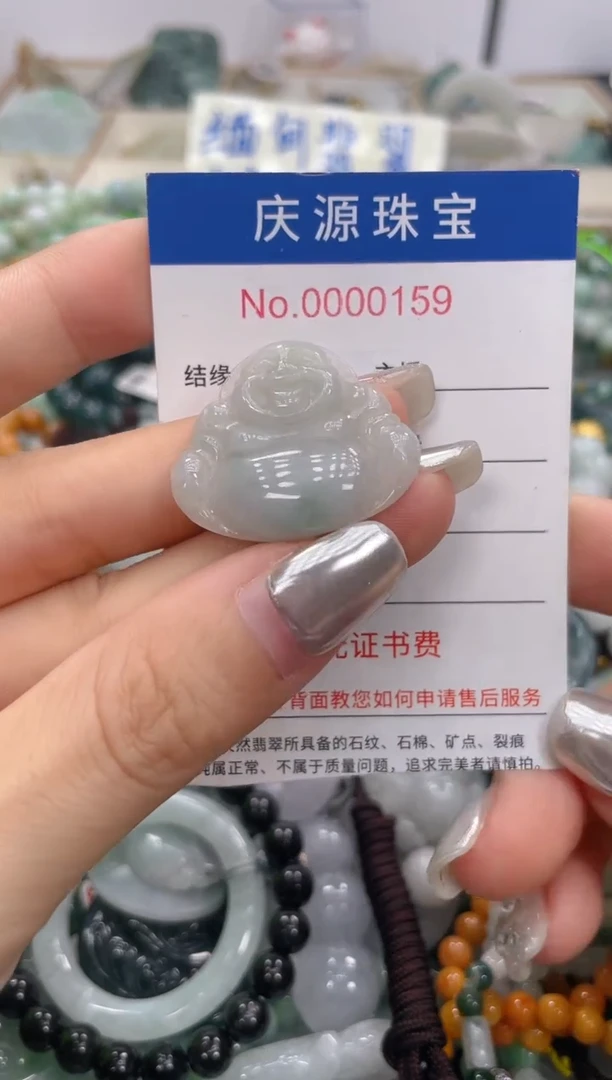 庆源珠宝
No.0000159
结缘
证书费
背面教您如何申请售后服务
然翡翠所具备的石纹、石棉、矿点、裂痕
属正常、不属于质量问题，追求完美者请慎拍。